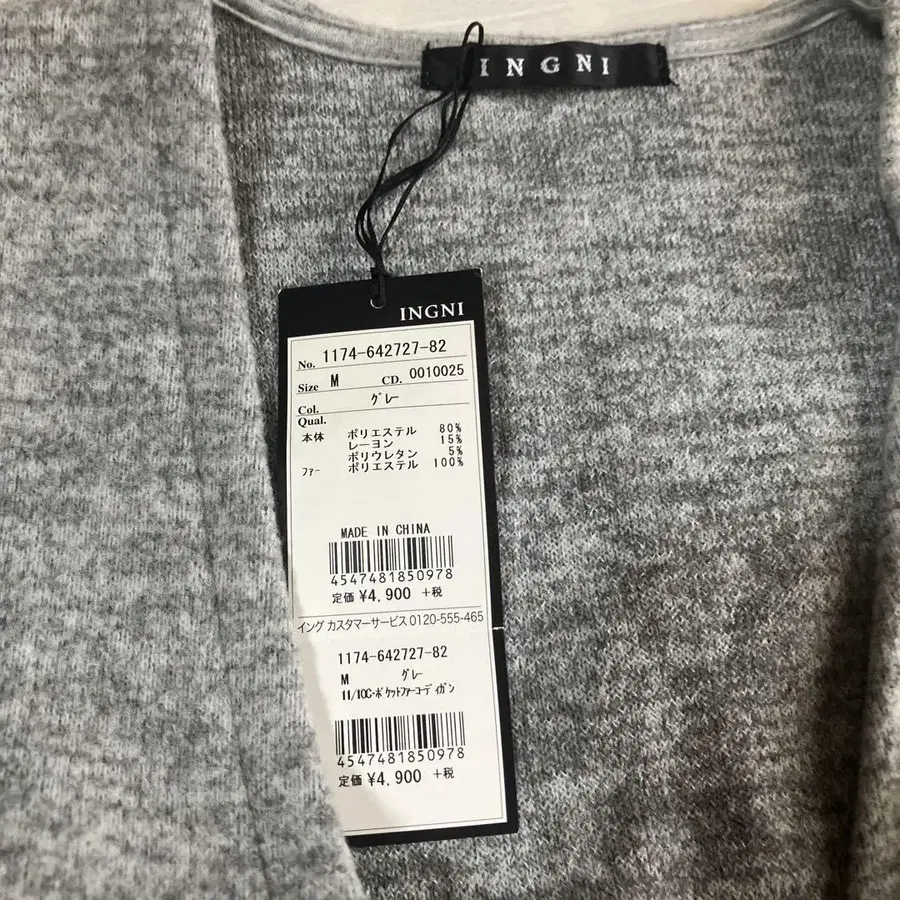 INGNI
INGNI
No. 1174-642727-82
Size M CD. 0010025
Col. グレー
Qual.
本体 ポリエステル 80%
レーヨン 15%
ポリウレタン 5%
ファー ポリエステル 100%
MADE IN CHINA
4547481850978
定価 ¥4,900 +税
イング カスタマーサービス 0120-555-465
1174-642727-82
M グレー
11/10C・ポケットファーコーディガン
4547481850978
定価 ¥4,900 +税